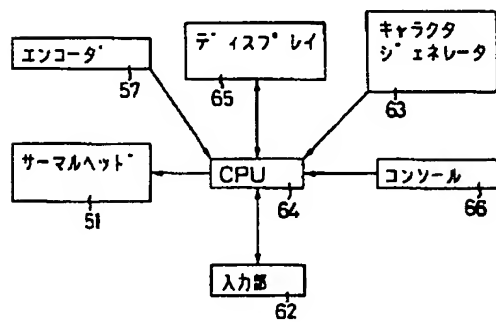 エンコーダ
57
ディスプレイ
65
キャラクタ
ジェネレータ
63
サーマルヘッド
51
CPU
64
コンソール
66
入力部
62